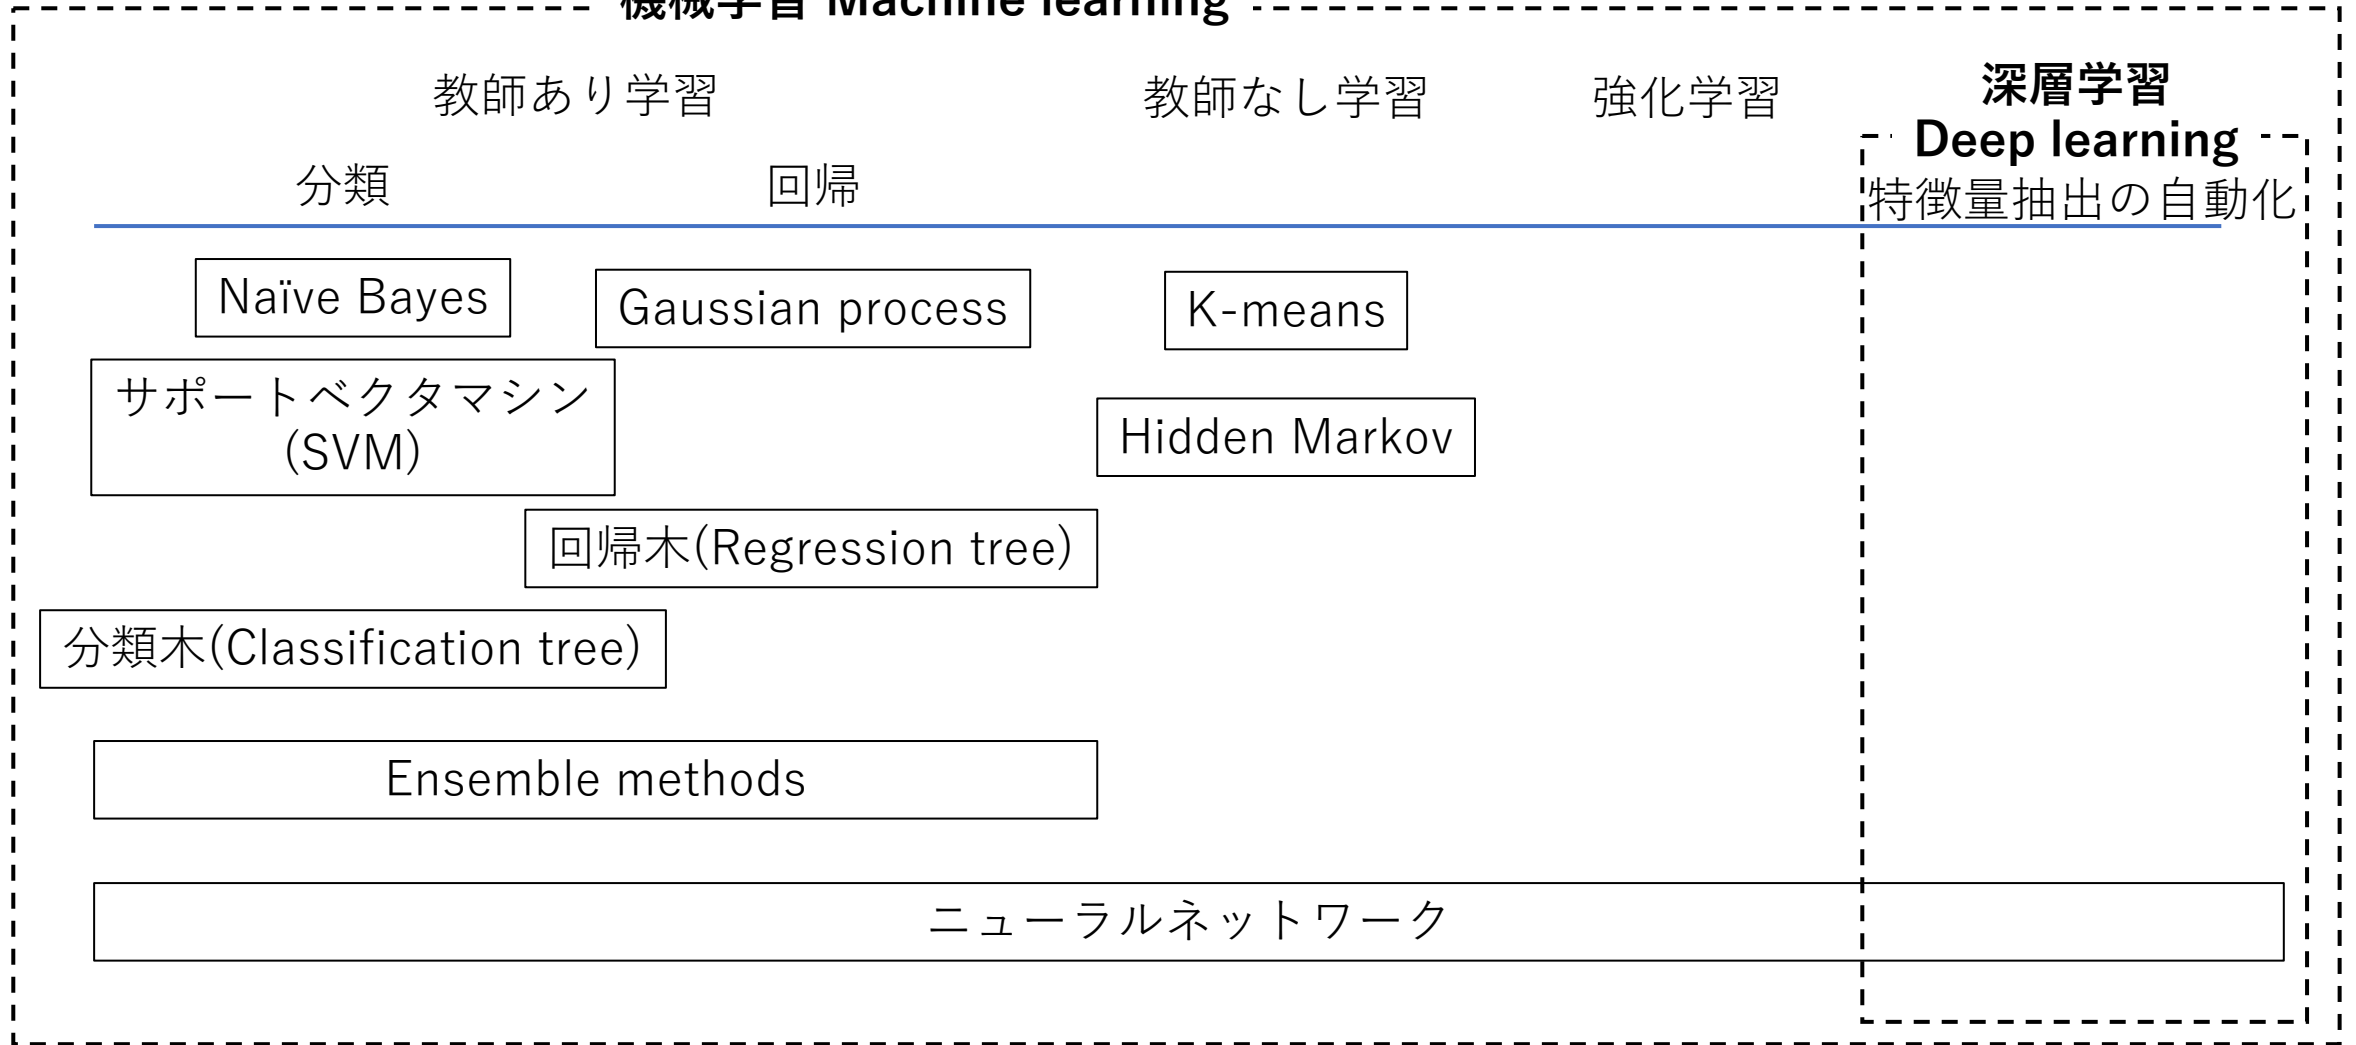 機械学習 Machine learning
教師あり学習
教師なし学習
強化学習
深層学習
Deep learning
分類
回帰
特徴量抽出の自動化
Naïve Bayes
Gaussian process
K-means
サポートベクタマシン
(SVM)
Hidden Markov
回帰木(Regression tree)
分類木(Classification tree)
Ensemble methods
ニューラルネットワーク